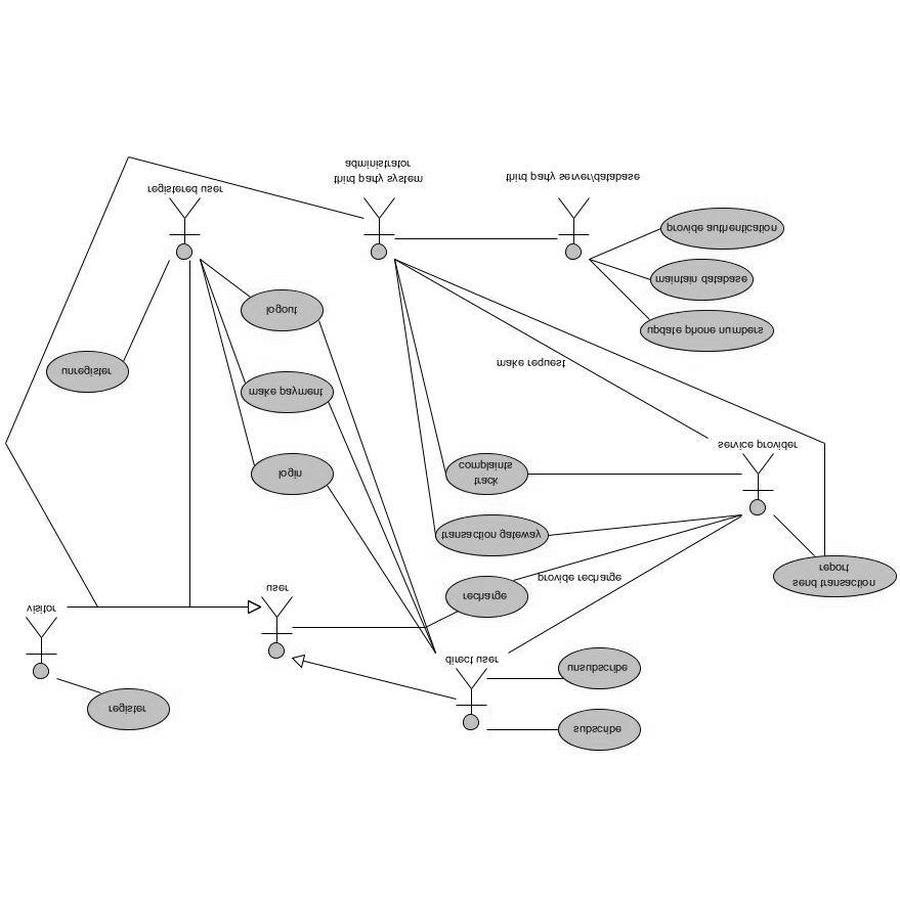 register
visitor
subscribe
unsubscribe
direct user
user
recharge
provide recharge
send transaction
report
transaction gateway
track
complaints
service provider
login
make payment
logout
unregister
make request
update phone numbers
maintain database
provide authentication
registered user
third party system
administrator
third party server/database